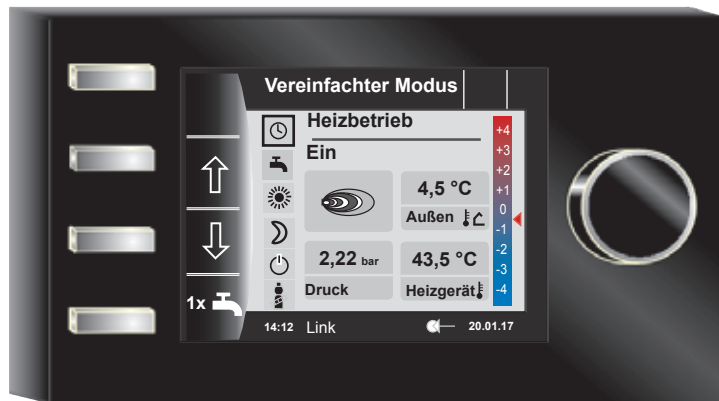 Vereinfachter Modus
Heizbetrieb
Ein
+4
+3
+2
+1
0
-1
-2
-3
-4
4,5 °C
Außen
2,22 bar
Druck
43,5 °C
Heizgerät
1x
14:12 Link 20.01.17